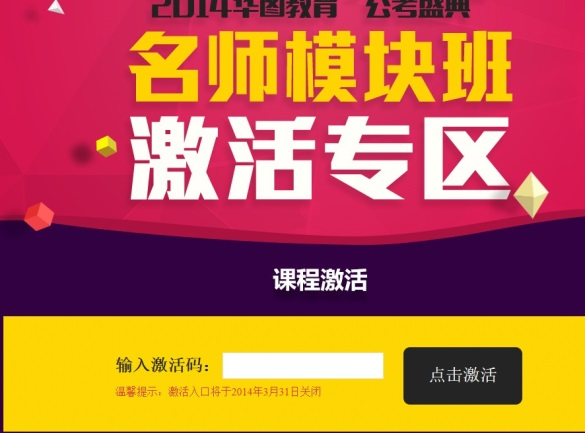 2014华图教育 公考盛典
名师模块班
激活专区
课程激活
输入激活码:
点击激活
温馨提示：激活入口将于2014年3月31日关闭